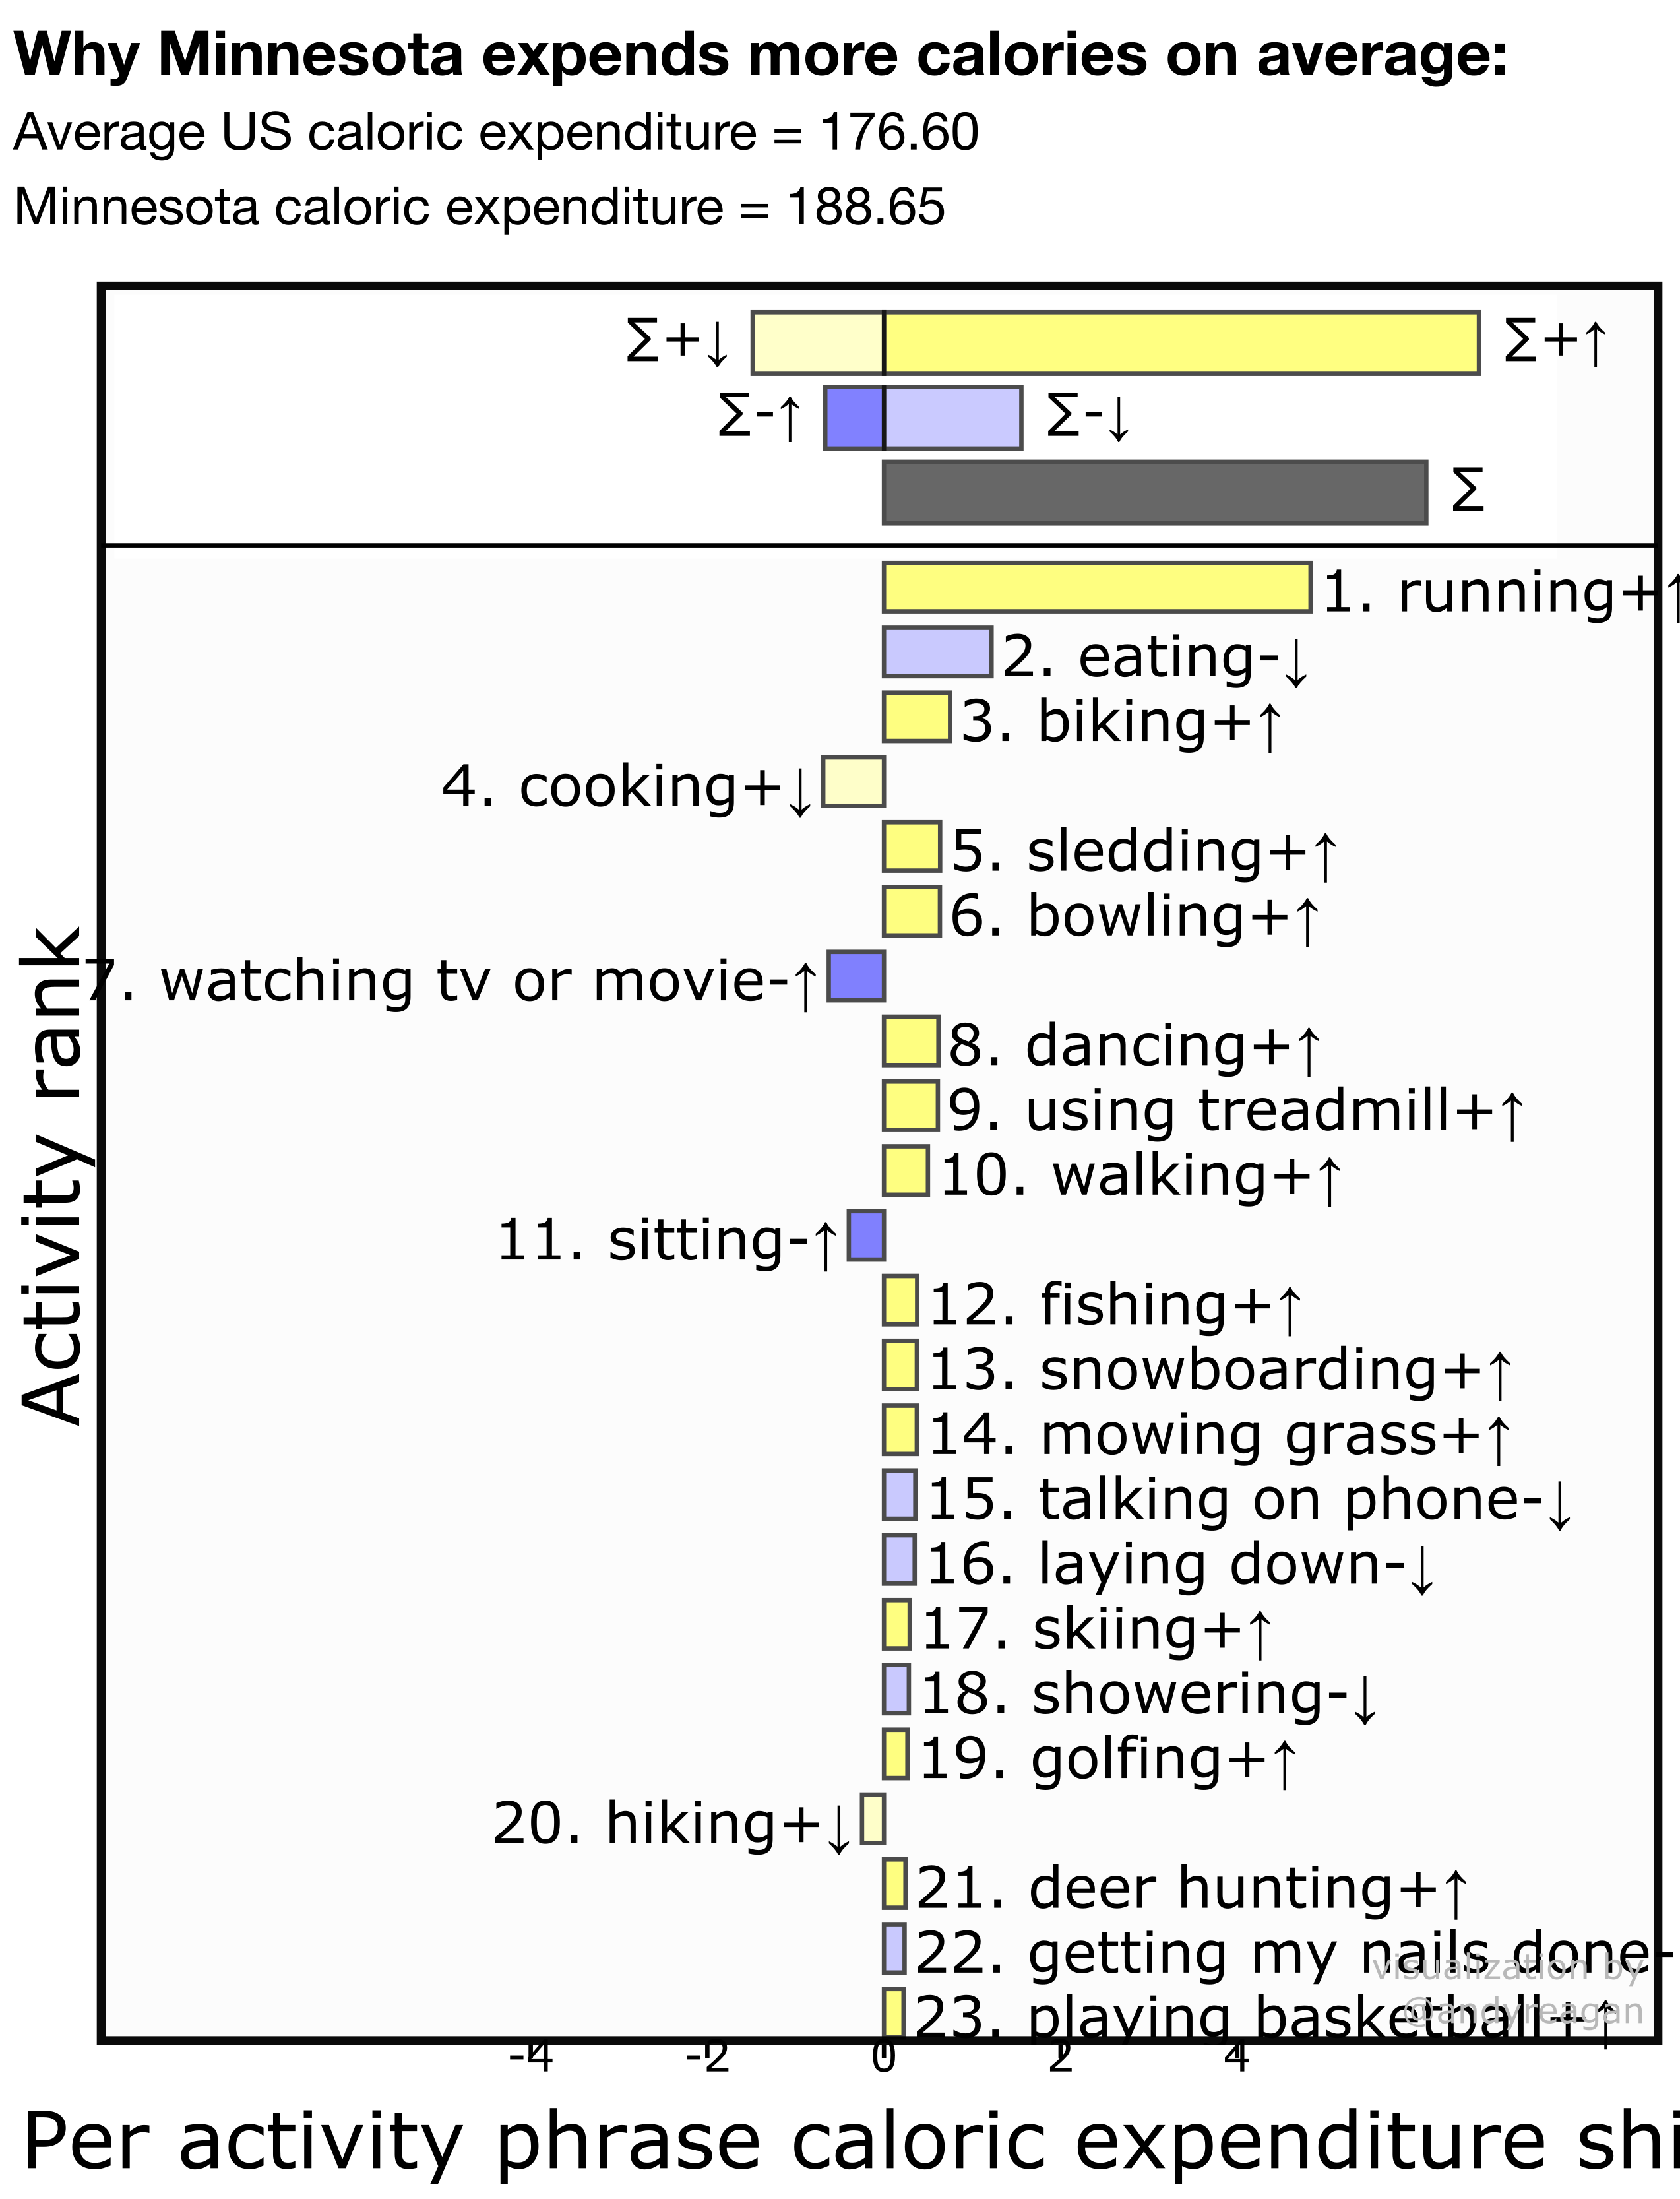 Why Minnesota expends more calories on average:
Average US caloric expenditure = 176.60
Minnesota caloric expenditure = 188.65
∑+↓ ∑+↑
∑-↑ ∑-↓
∑
1. running+↑
2. eating-↓
3. biking+↑
4. cooking+↓
5. sledding+↑
6. bowling+↑
7. watching tv or movie-↑
8. dancing+↑
9. using treadmill+↑
10. walking+↑
11. sitting-↑
12. fishing+↑
13. snowboarding+↑
14. mowing grass+↑
15. talking on phone-↓
16. laying down-↓
17. skiing+↑
18. showering-↓
19. golfing+↑
20. hiking+↓
21. deer hunting+↑
22. getting my nails done-
23. playing basketball+↑
visualization by
@andyreagan
Activity rank
-4 -2 0 2 4
Per activity phrase caloric expenditure shi